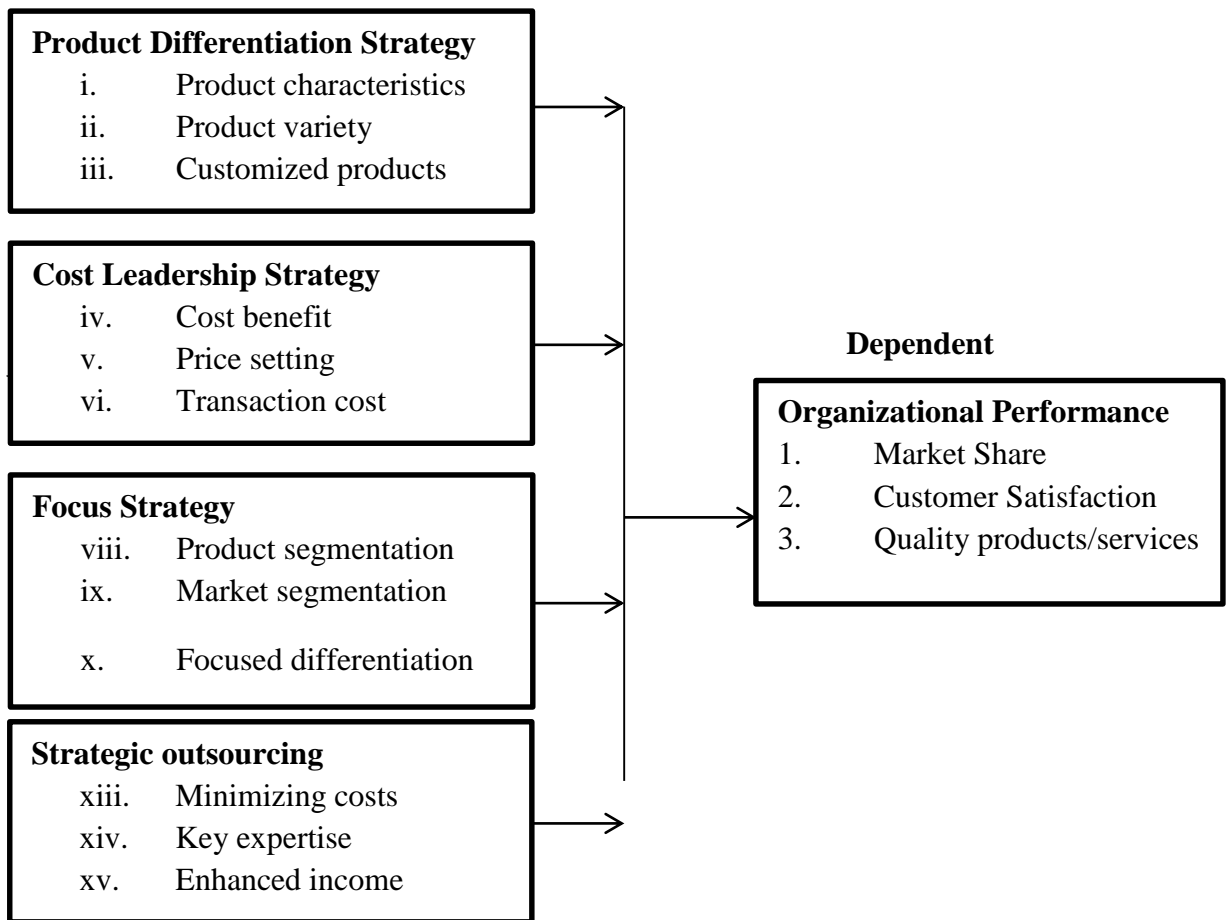 Product Differentiation Strategy
i. Product characteristics
ii. Product variety
iii. Customized products
Cost Leadership Strategy
iv. Cost benefit
v. Price setting
vi. Transaction cost
Focus Strategy
viii. Product segmentation
ix. Market segmentation
x. Focused differentiation
Strategic outsourcing
xiii. Minimizing costs
xiv. Key expertise
xv. Enhanced income
Dependent
Organizational Performance
1. Market Share
2. Customer Satisfaction
3. Quality products/services